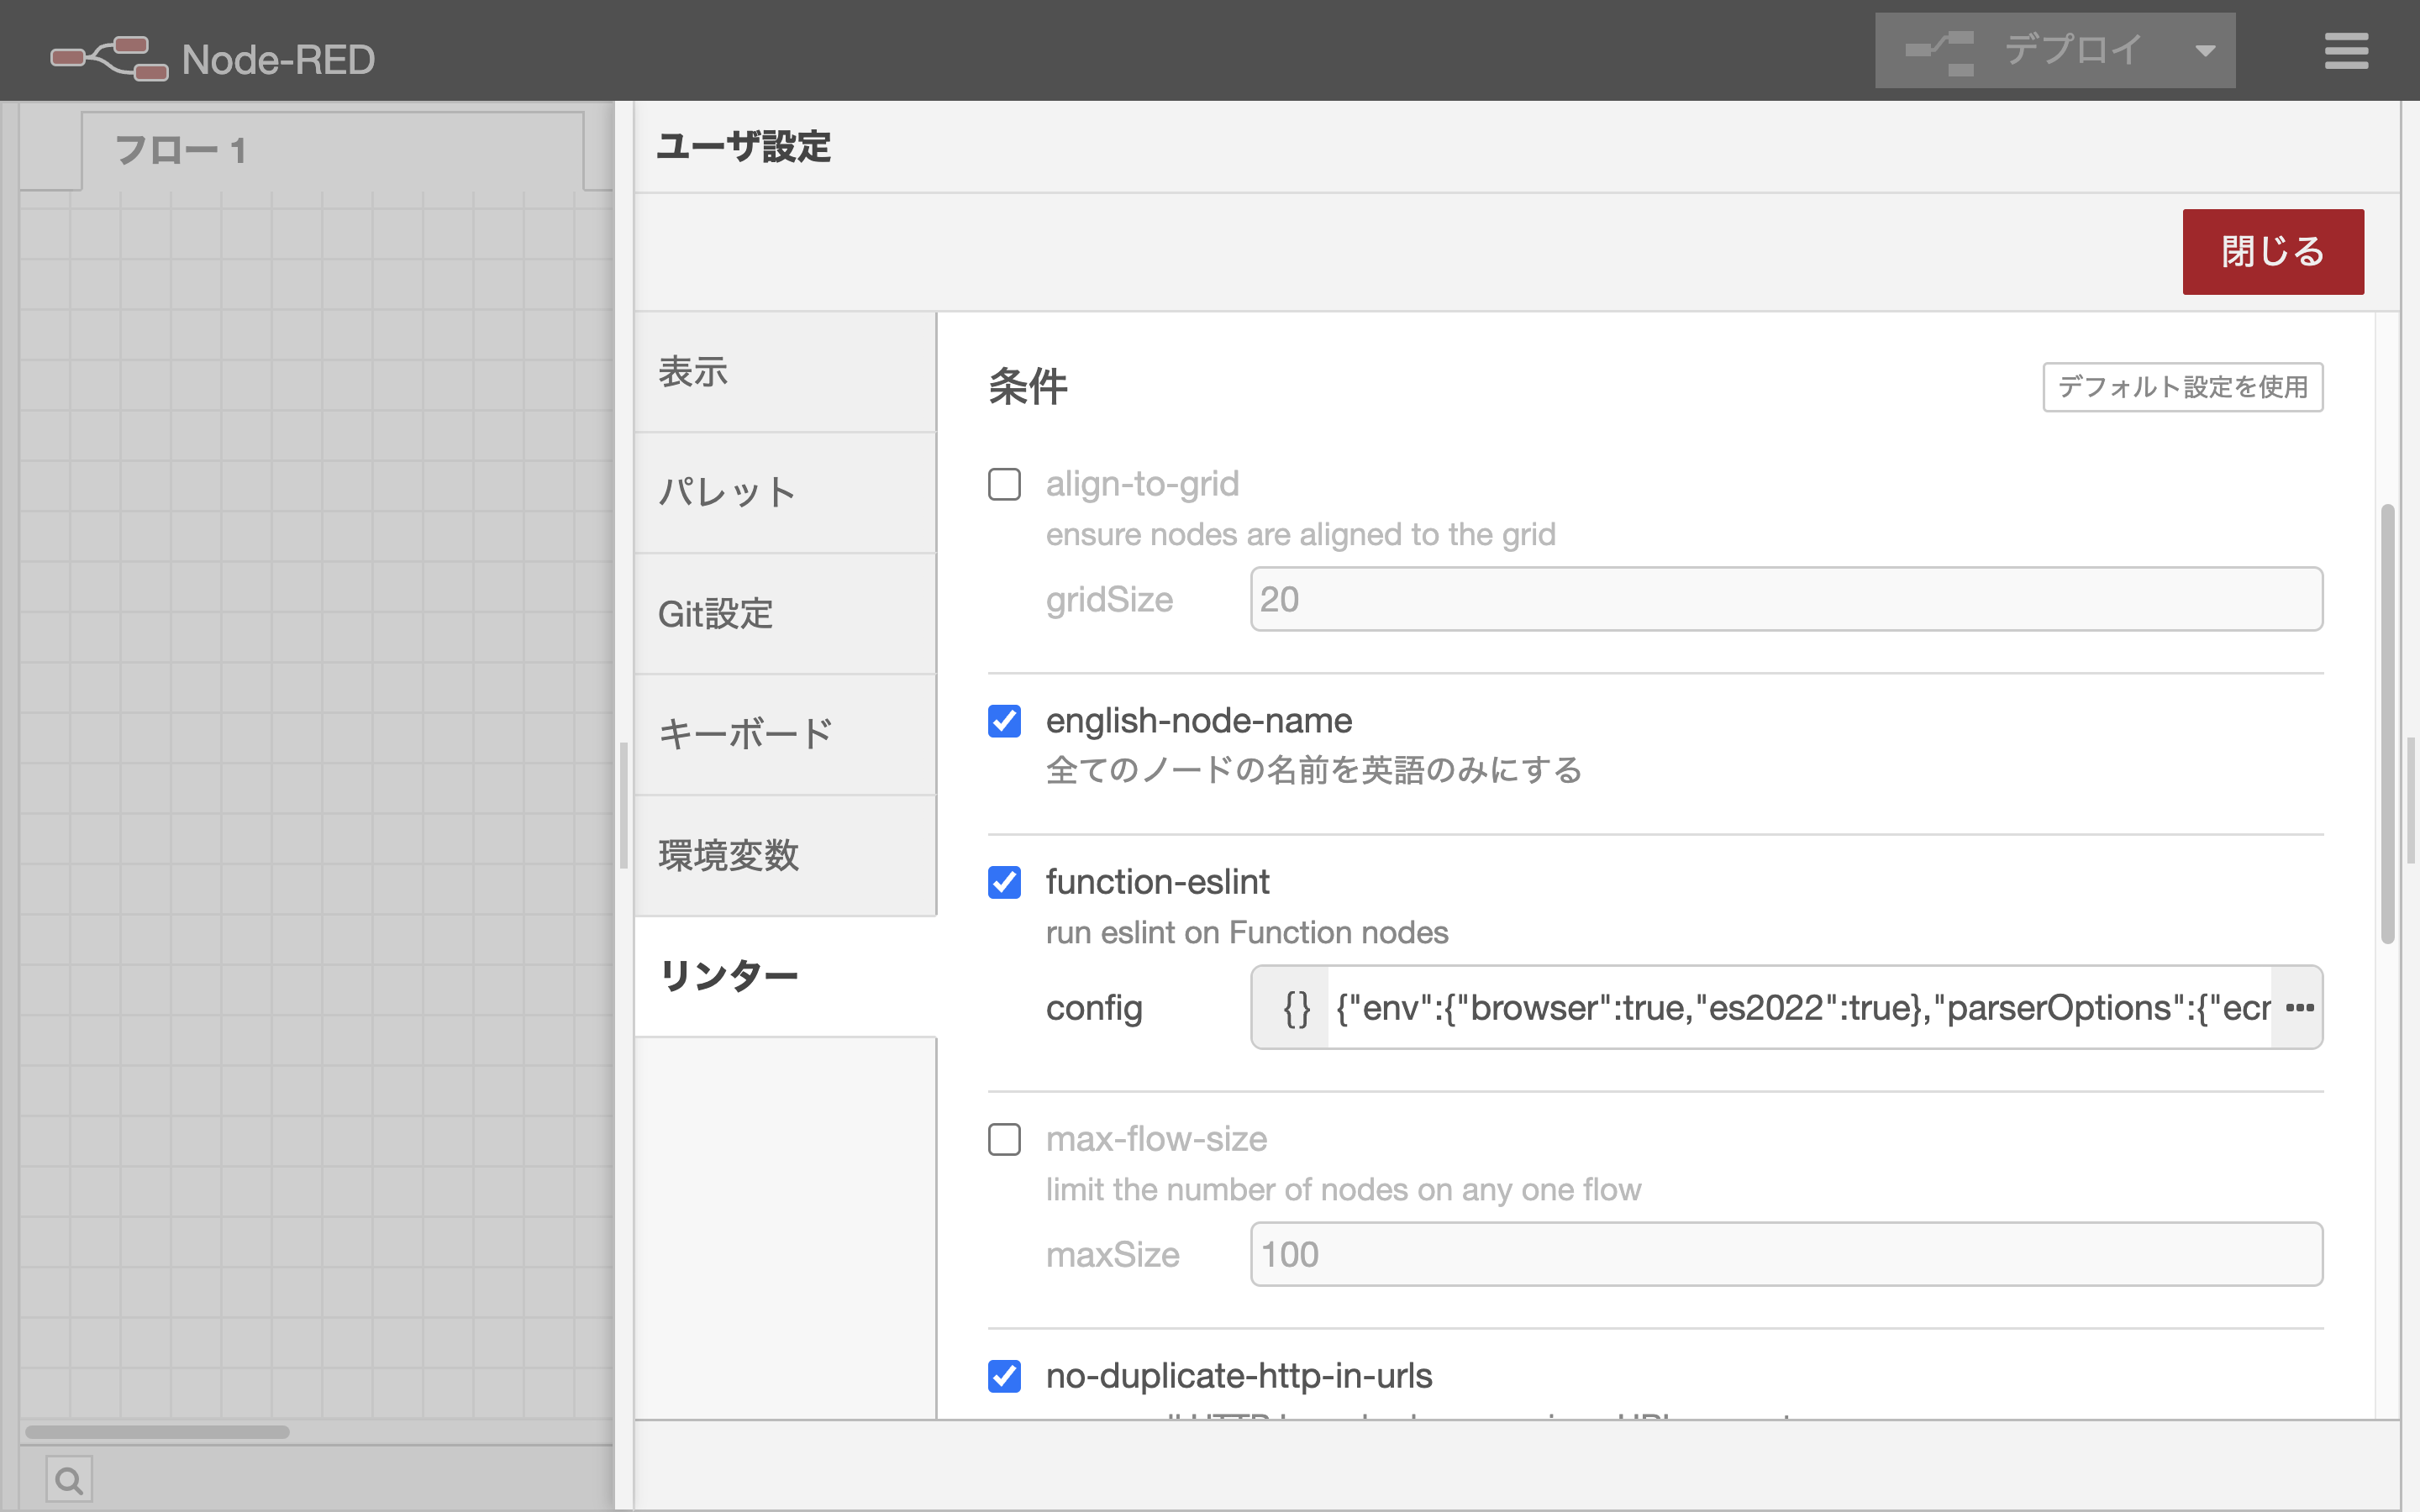 Node-RED
デプロイ
フロー 1
ユーザ設定
閉じる
表示
パレット
Git設定
キーボード
環境変数
リンター
条件
デフォルト設定を使用
align-to-grid
ensure nodes are aligned to the grid
gridSize
20
english-node-name
全てのノードの名前を英語のみにする
function-eslint
run eslint on Function nodes
config
{} {"env":{"browser":true,"es2022":true},"parserOptions":{"ecr
max-flow-size
limit the number of nodes on any one flow
maxSize
100
no-duplicate-http-in-urls